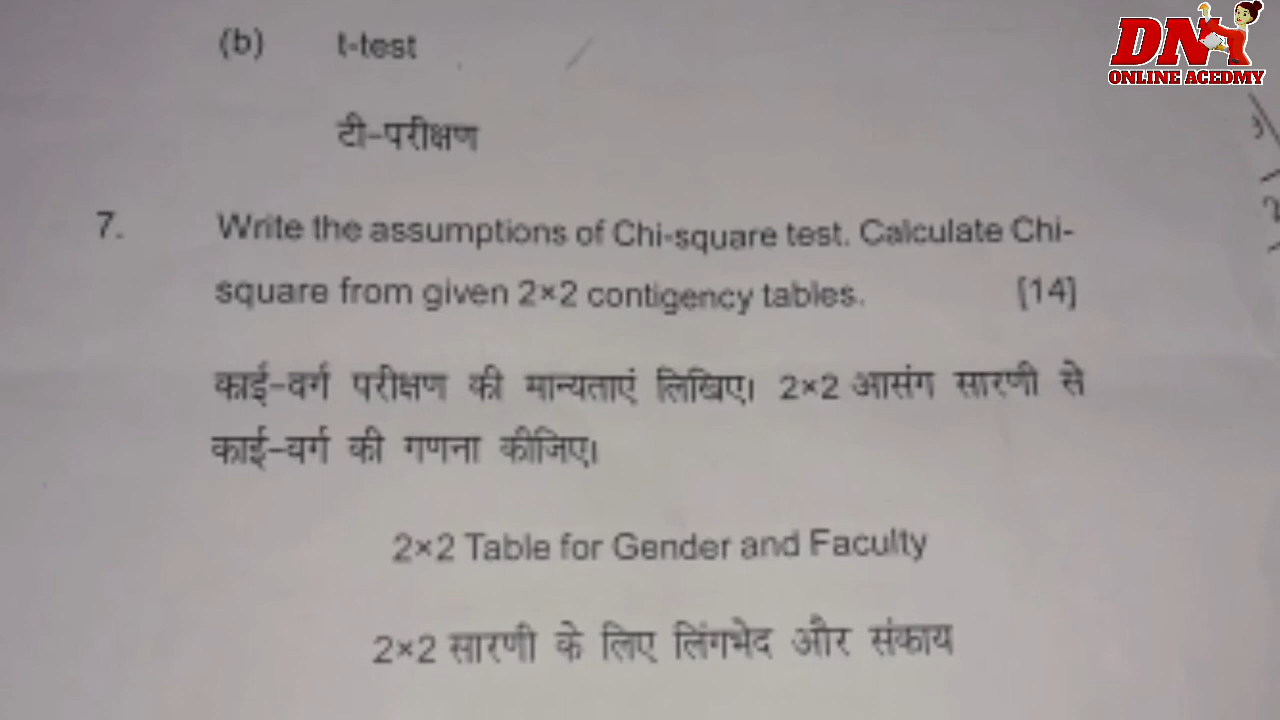 DNA
ONLINE ACEDMY
(b) t-test
टी-परीक्षण
7. Write the assumptions of Chi-square test. Calculate Chi-
square from given 2×2 contigency tables. [14]
काई-वर्ग परीक्षण की मान्यताएं लिखिए। 2×2 आसंग सारणी से
काई-वर्ग की गणना कीजिए।
2×2 Table for Gender and Faculty
2×2 सारणी के लिए लिंगभेद और संकाय